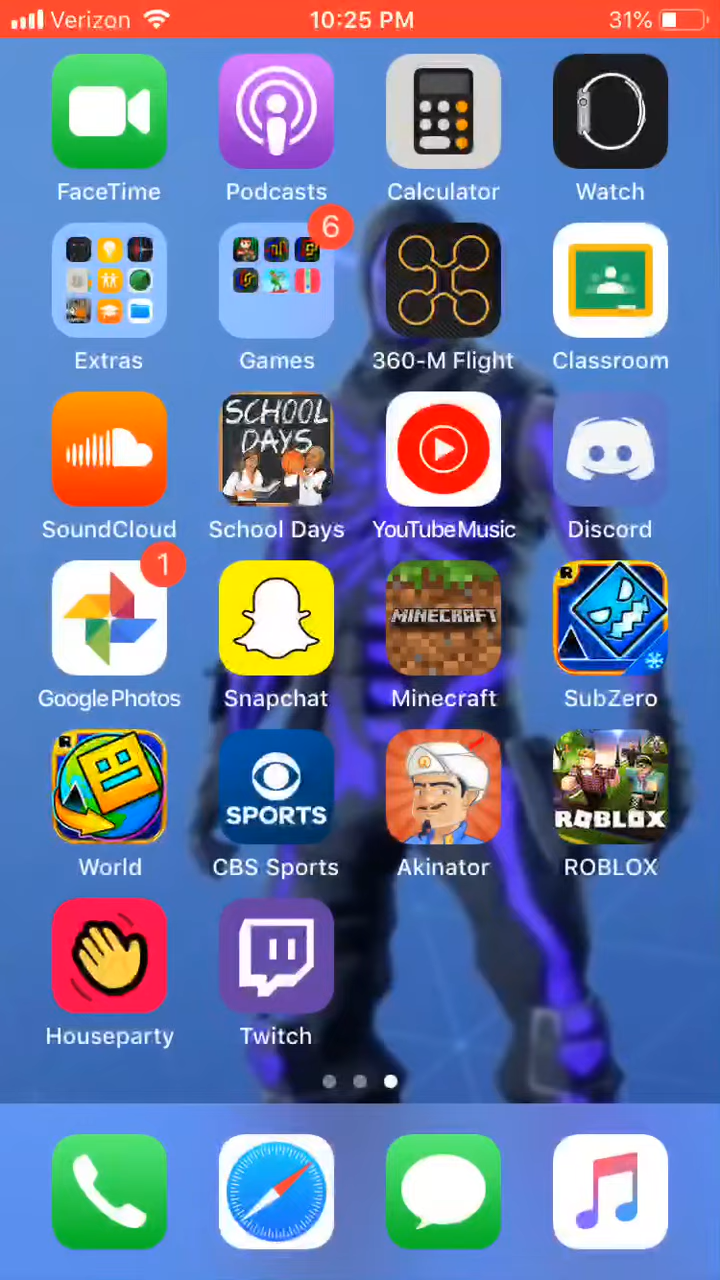 Verizon 10:25 PM 31%
FaceTime Podcasts Calculator Watch
6
Extras Games 360-M Flight Classroom
SCHOOL
DAYS
SoundCloud School Days YouTube Music Discord
1
MINECRAFT
R
Google Photos Snapchat Minecraft SubZero
R
SPORTS
ROBLOX
World CBS Sports Akinator ROBLOX
Houseparty Twitch